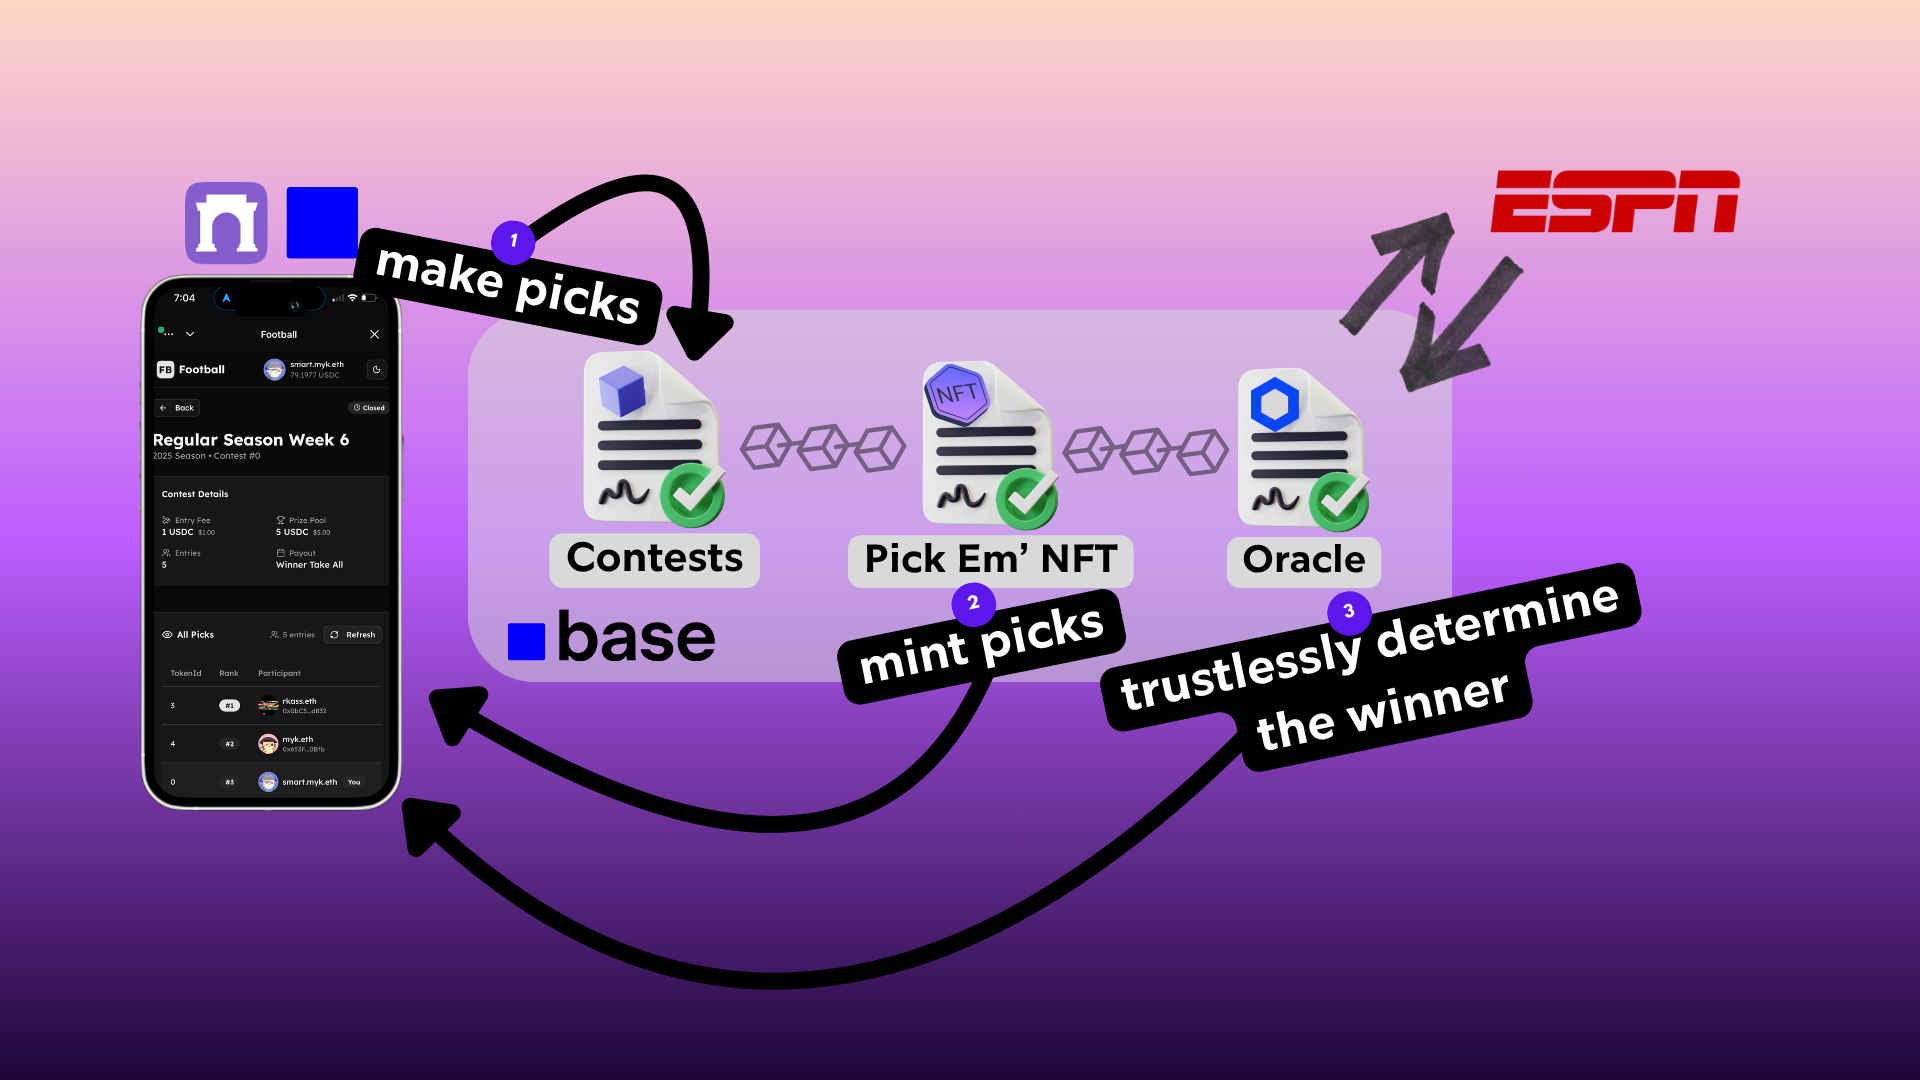 ESPN
1
make picks
7:04
Football
FB Football
smart.myk.eth
79.1977 USDC
Back
Closed
Regular Season Week 6
2025 Season • Contest #0
Contest Details
Entry Fee
1 USDC $1.00
Prize Pool
5 USDC $5.00
Entries
5
Payout
Winner Take All
All Picks
5 entries
Refresh
TokenId Rank Participant
3 #1 rkass.eth
0x0bC5...d832
4 #2 myk.eth
0x653F...0Bfb
0 #3 smart.myk.eth You
NFT
Contests
Pick Em’ NFT
Oracle
base
2
mint picks
3
trustlessly determine
the winner